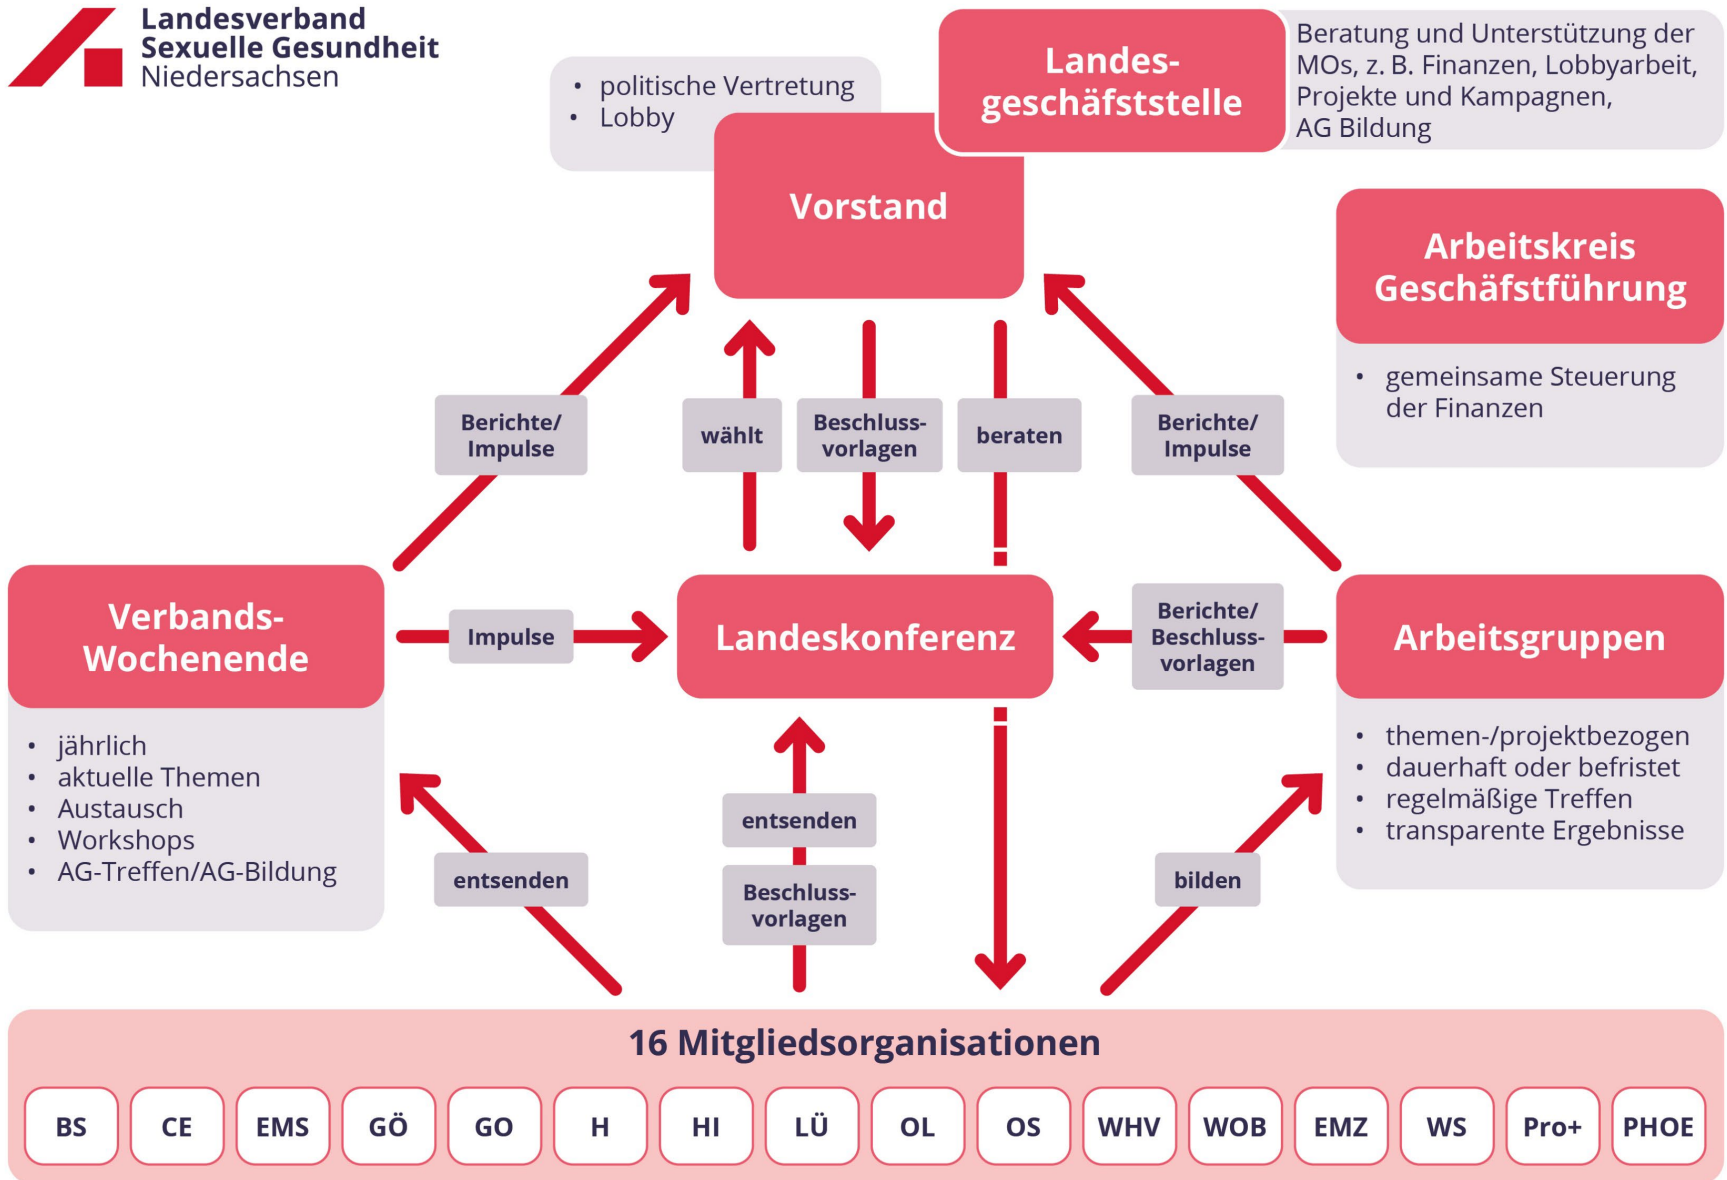 Landesverband
Sexuelle Gesundheit
Niedersachsen
• politische Vertretung
• Lobby
Landes-
geschäfststelle
Beratung und Unterstützung der
MOs, z. B. Finanzen, Lobbyarbeit,
Projekte und Kampagnen,
AG Bildung
Vorstand
Arbeitskreis
Geschäfstführung
• gemeinsame Steuerung
der Finanzen
Berichte/
Impulse
wählt
Beschluss-
vorlagen
beraten
Berichte/
Impulse
Verbands-
Wochenende
• jährlich
• aktuelle Themen
• Austausch
• Workshops
• AG-Treffen/AG-Bildung
Impulse
Landeskonferenz
Berichte/
Beschluss-
vorlagen
Arbeitsgruppen
• themen-/projektbezogen
• dauerhaft oder befristet
• regelmäßige Treffen
• transparente Ergebnisse
entsenden
entsenden
Beschluss-
vorlagen
bilden
16 Mitgliedsorganisationen
BS CE EMS GÖ GO H HI LÜ OL OS WHV WOB EMZ WS Pro+ PHOE